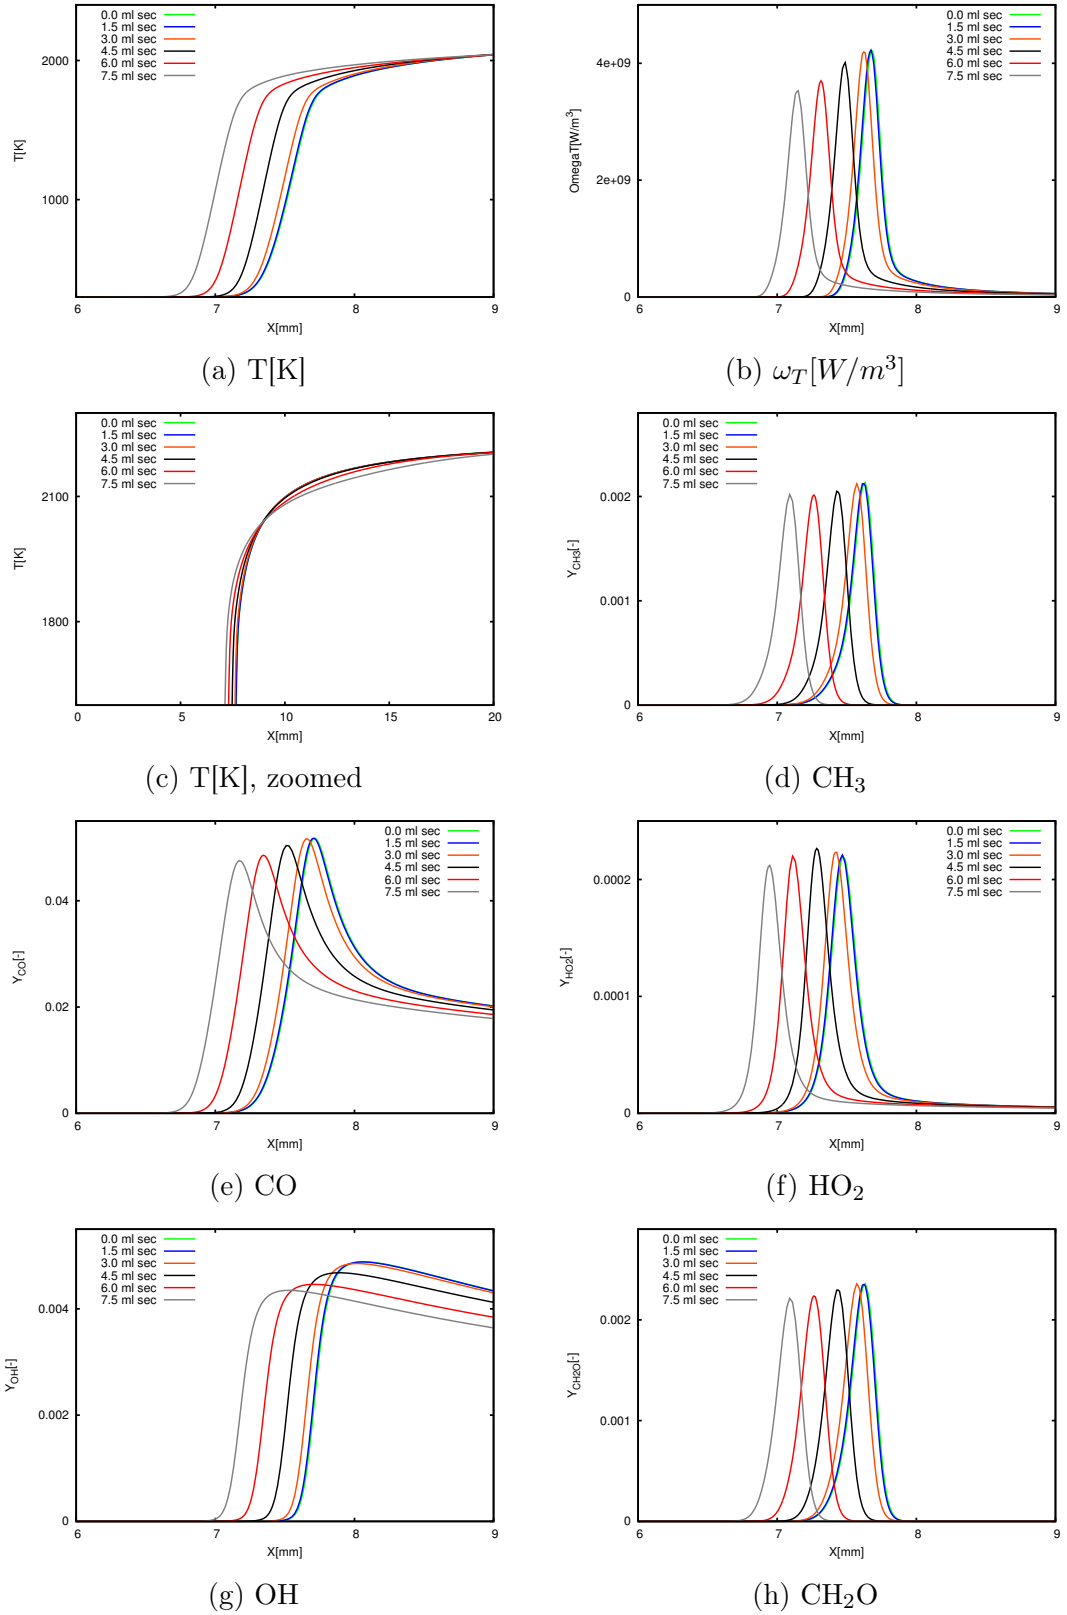 0.0 ml sec
1.5 ml sec
3.0 ml sec
4.5 ml sec
6.0 ml sec
7.5 ml sec
2000
1000
T[K]
6 7 8 9
X[mm]
(a) T[K]
0.0 ml sec
1.5 ml sec
3.0 ml sec
4.5 ml sec
6.0 ml sec
7.5 ml sec
4e+09
2e+09
0
OmegaT[W/m³]
6 7 8 9
X[mm]
(b) ω_T[W/m³]
0.0 ml sec
1.5 ml sec
3.0 ml sec
4.5 ml sec
6.0 ml sec
7.5 ml sec
2100
1800
T[K]
0 5 10 15 20
X[mm]
(c) T[K], zoomed
0.0 ml sec
1.5 ml sec
3.0 ml sec
4.5 ml sec
6.0 ml sec
7.5 ml sec
0.002
0.001
0
Y_CH3[-]
6 7 8 9
X[mm]
(d) CH₃
0.0 ml sec
1.5 ml sec
3.0 ml sec
4.5 ml sec
6.0 ml sec
7.5 ml sec
0.04
0.02
0
Y_CO[-]
6 7 8 9
X[mm]
(e) CO
0.0 ml sec
1.5 ml sec
3.0 ml sec
4.5 ml sec
6.0 ml sec
7.5 ml sec
0.0002
0.0001
0
Y_HO2[-]
6 7 8 9
X[mm]
(f) HO₂
0.0 ml sec
1.5 ml sec
3.0 ml sec
4.5 ml sec
6.0 ml sec
7.5 ml sec
0.004
0.002
0
Y_OH[-]
6 7 8 9
X[mm]
(g) OH
0.0 ml sec
1.5 ml sec
3.0 ml sec
4.5 ml sec
6.0 ml sec
7.5 ml sec
0.002
0.001
0
Y_CH2O[-]
6 7 8 9
X[mm]
(h) CH₂O